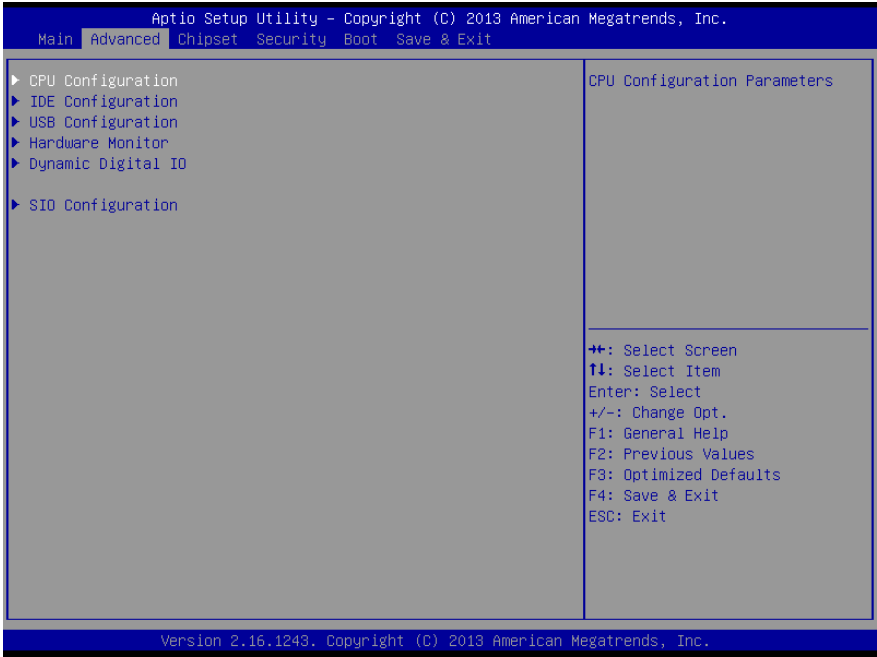 Aptio Setup Utility – Copyright (C) 2013 American Megatrends, Inc.
Main Advanced Chipset Security Boot Save & Exit
▶ CPU Configuration
▶ IDE Configuration
▶ USB Configuration
▶ Hardware Monitor
▶ Dynamic Digital IO
▶ SIO Configuration
CPU Configuration Parameters
→←: Select Screen
↑↓: Select Item
Enter: Select
+/-: Change Opt.
F1: General Help
F2: Previous Values
F3: Optimized Defaults
F4: Save & Exit
ESC: Exit
Version 2.16.1243. Copyright (C) 2013 American Megatrends, Inc.